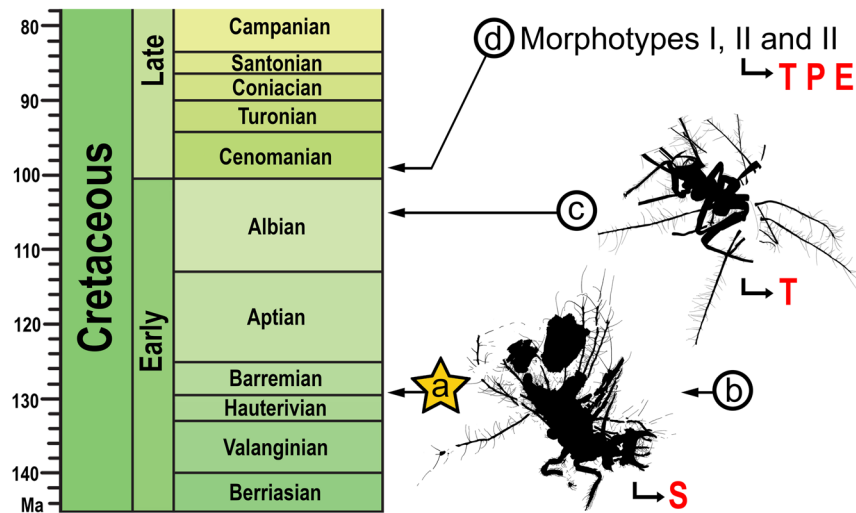 80
90
100
110
120
130
140
Ma
Cretaceous
Late
Early
Campanian
Santonian
Coniacian
Turonian
Cenomanian
Albian
Aptian
Barremian
Hauterivian
Valanginian
Berriasian
d Morphotypes I, II and II
T P E
c
T
a
b
S